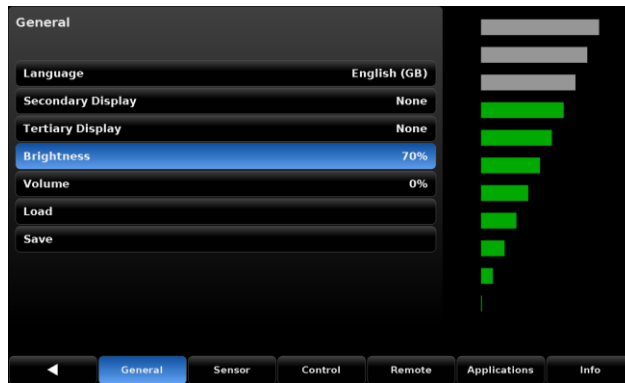 General
Language English (GB)
Secondary Display None
Tertiary Display None
Brightness 70%
Volume 0%
Load
Save
General Sensor Control Remote Applications Info